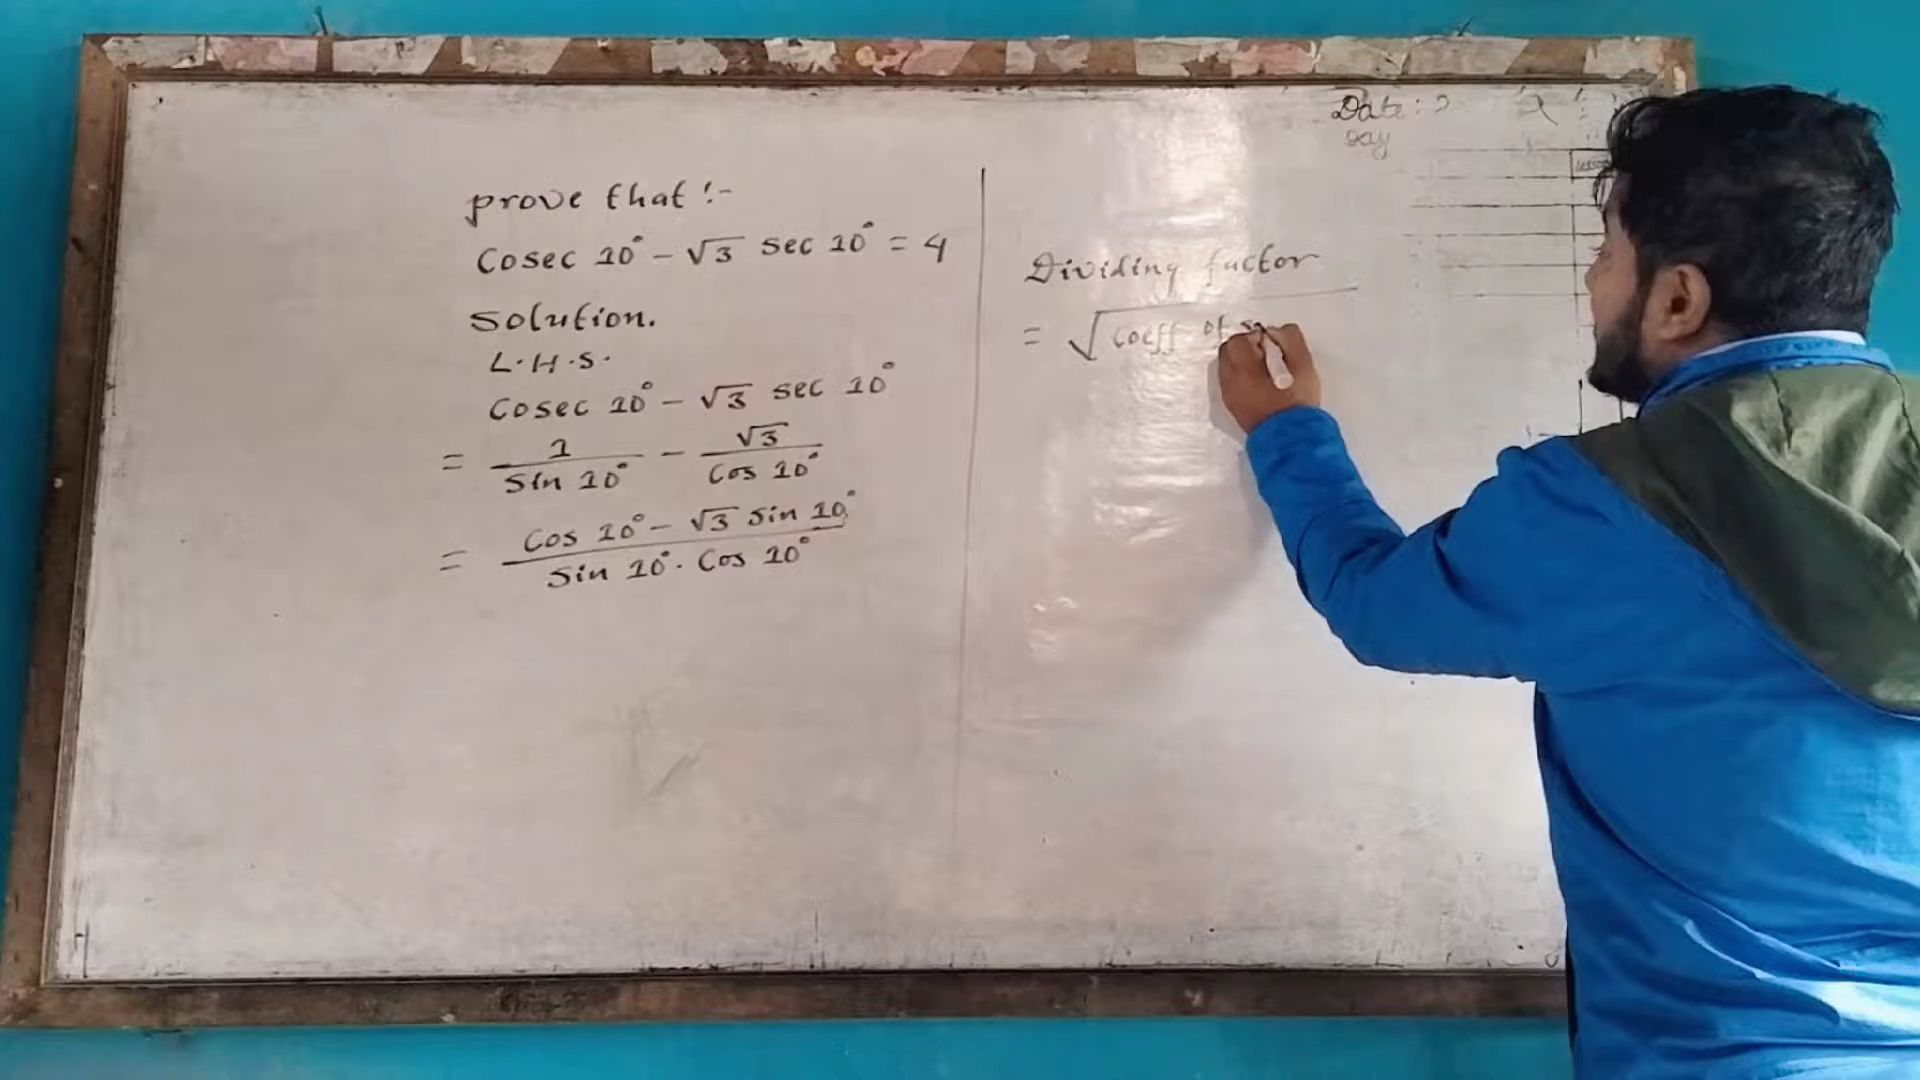 prove that :-
Cosec 10° - √3 sec 10° = 4
Solution.
L.H.S.
Cosec 10° - √3 sec 10°
= 1/Sin 10° - √3/Cos 10°
= Cos 10° - √3 Sin 10°/Sin 10° . Cos 10°
Dividing factor
= √Coeff of
Date :